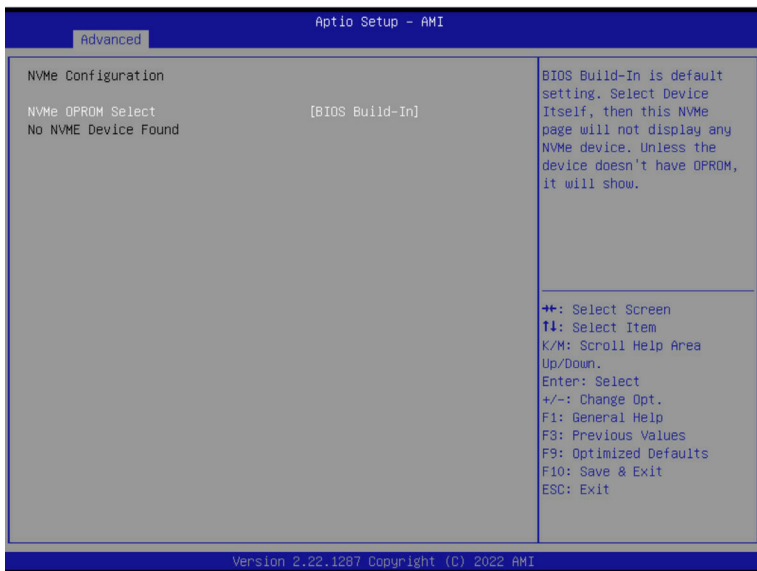 Aptio Setup – AMI
Advanced
NVMe Configuration
NVMe OPROM Select [BIOS Build-In]
No NVME Device Found
BIOS Build-In is default
setting. Select Device
Itself, then this NVMe
page will not display any
NVMe device. Unless the
device doesn't have OPROM,
it will show.
→←: Select Screen
↑↓: Select Item
K/M: Scroll Help Area
Up/Down.
Enter: Select
+/-: Change Opt.
F1: General Help
F3: Previous Values
F9: Optimized Defaults
F10: Save & Exit
ESC: Exit
Version 2.22.1287 Copyright (C) 2022 AMI